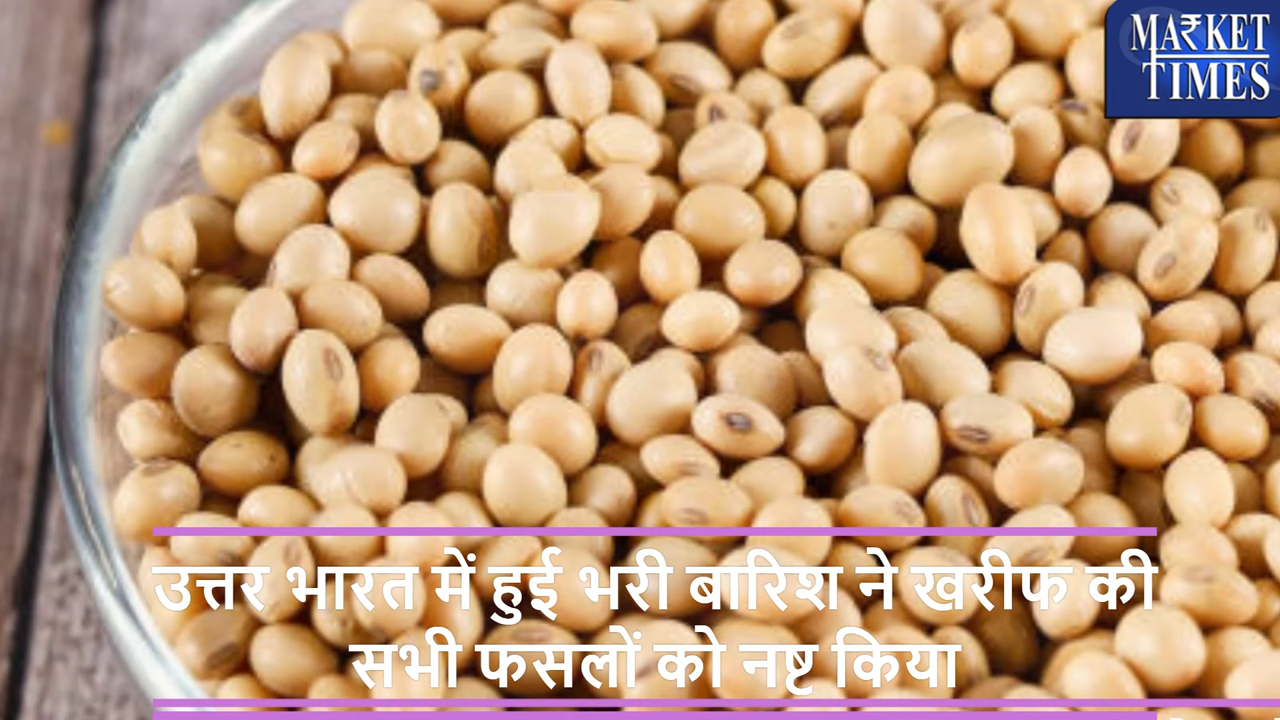 MARKET
TIMES
उत्तर भारत में हुई भरी बारिश ने खरीफ की
सभी फसलों को नष्ट किया